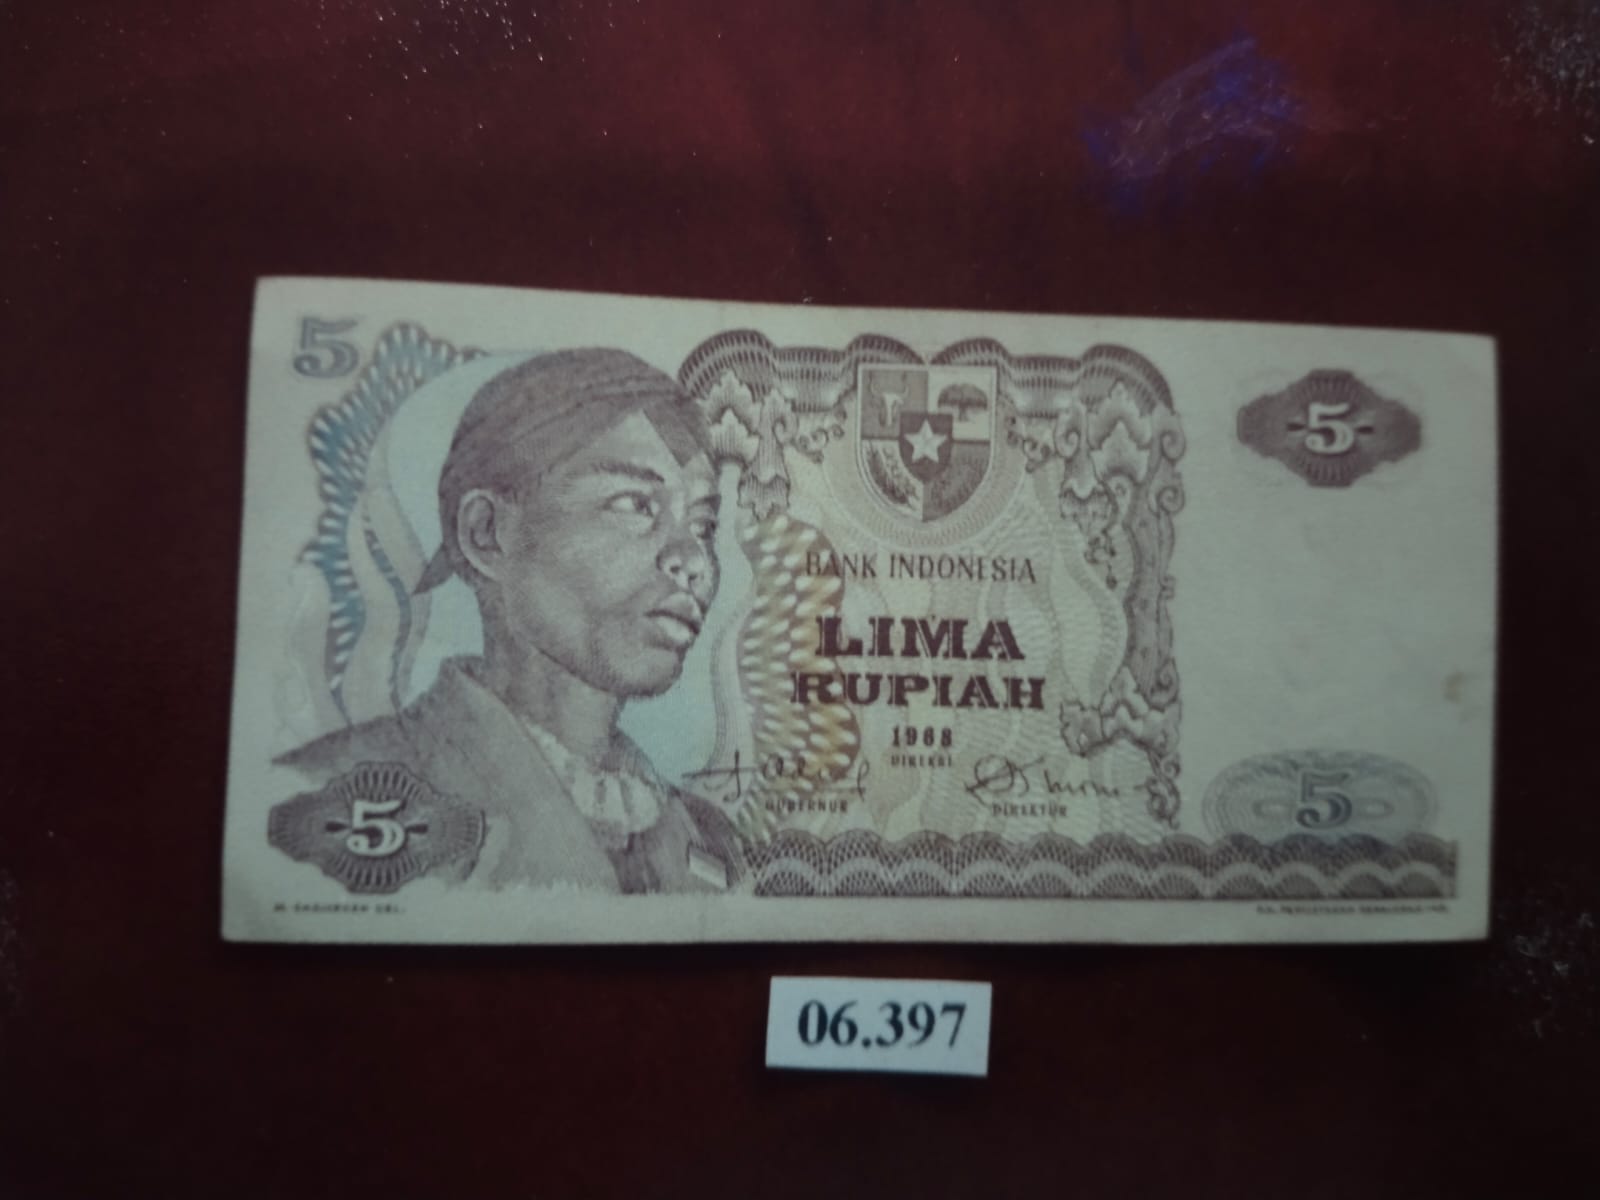 5
5
BANK INDONESIA
LIMA
RUPIAH
1968
DIREKSI
GUBERNUR DIREKTUR
5
5
06.397